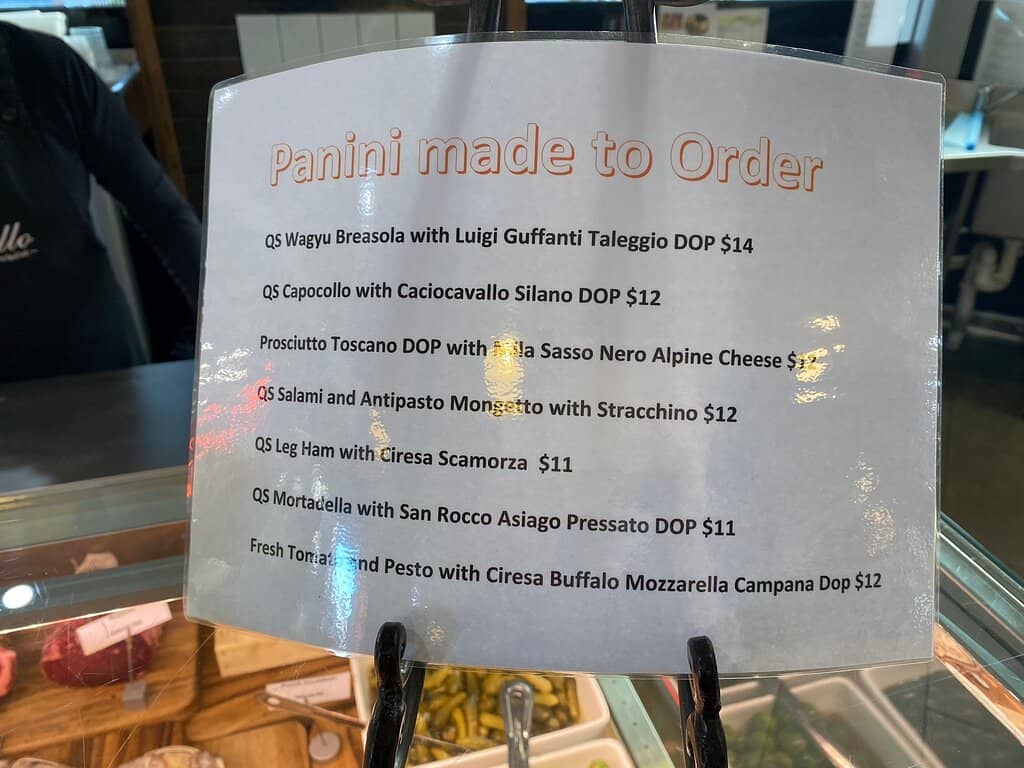 Panini made to Order
QS Wagyu Breasola with Luigi Guffanti Taleggio DOP $14
QS Capocollo with Caciocavallo Silano DOP $12
Prosciutto Toscano DOP with Sasso Nero Alpine Cheese
QS Salami and Antipasto Mongetto with Stracchino $12
QS Leg Ham with Ciresa Scamorza $11
QS Mortadella with San Rocco Asiago Pressato DOP $11
Fresh Tomato and Pesto with Ciresa Buffalo Mozzarella Campana Dop $12